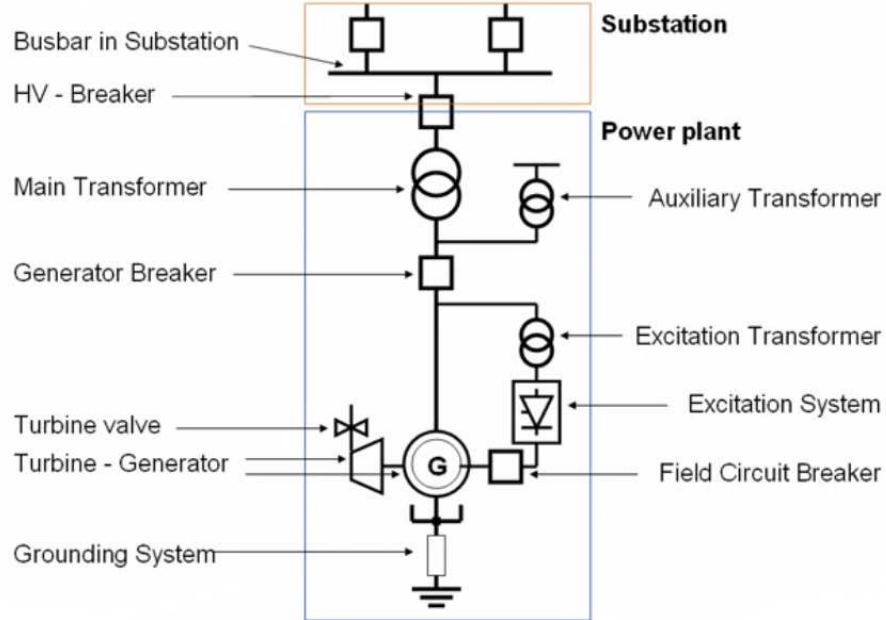 Substation
Busbar in Substation
HV - Breaker
Power plant
Main Transformer
Auxiliary Transformer
Generator Breaker
Excitation Transformer
Excitation System
Turbine valve
Turbine - Generator
G
Field Circuit Breaker
Grounding System